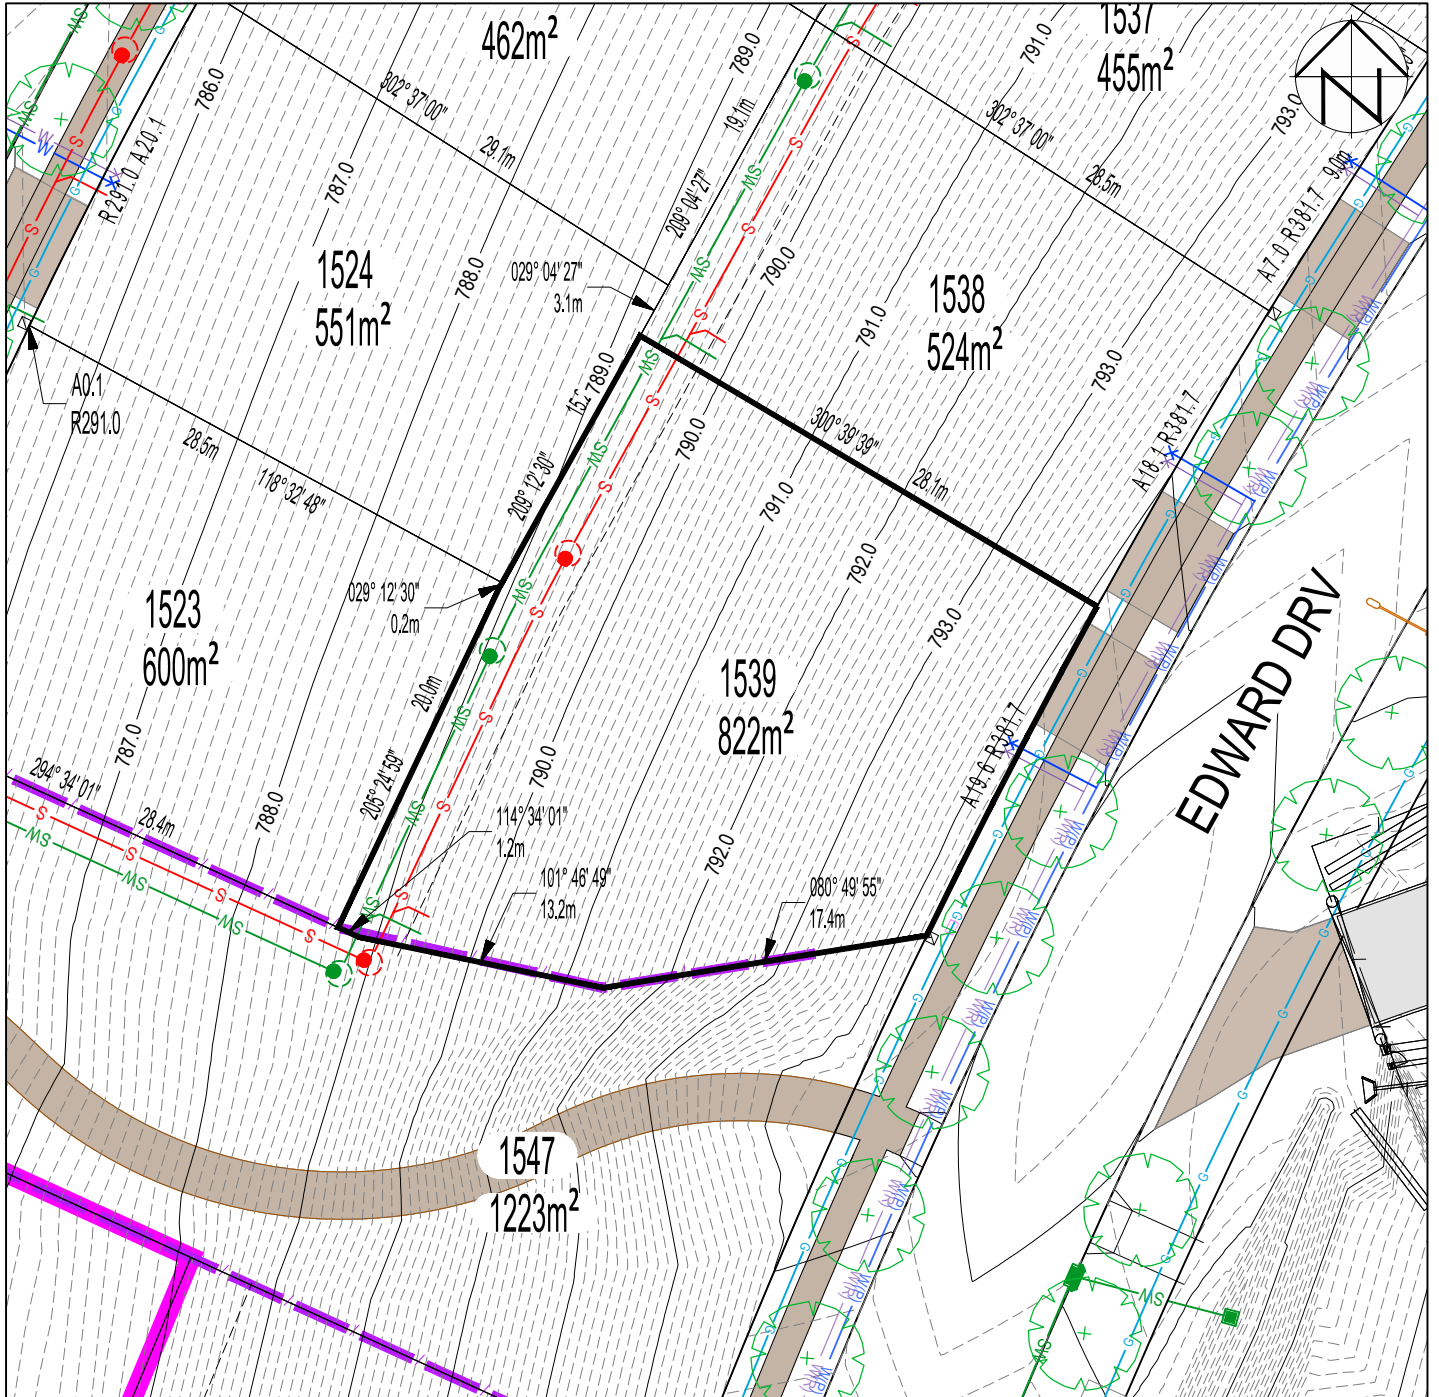 462m²
1537
455m²
N
786.0
787.0
788.0
789.0
790.0
791.0
793.0
302° 37'00"
29.1m
19.1m
209° 04'27"
302° 37'00"
28.5m
9.0m
R291.0 A20.1
A7.0 R381.7
1524
551m²
029° 04' 27"
3.1m
1538
524m²
791.0
793.0
789.0
790.0
A0.1
R291.0
28.5m
118° 32' 48"
209° 12'30"
300° 39'39"
28.1m
A18.1 R381.7
791.0
792.0
793.0
029° 12' 30"
0.2m
1523
600m²
20.0m
205° 24'59"
1539
822m²
A19.6 R381.7
EDWARD DRV
787.0
788.0
790.0
792.0
294° 34' 01"
28.4m
114° 34' 01"
1.2m
101° 46' 49"
13.2m
080° 49' 55"
17.4m
1547
1223m²
SW
S
G
W
W(R)